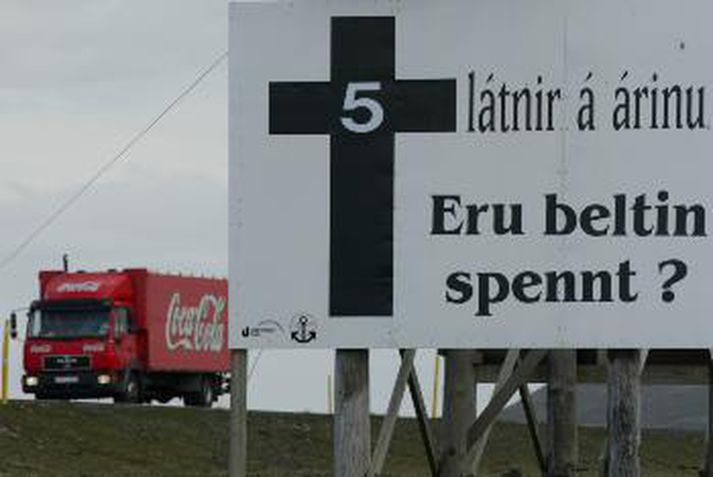 5 látnir á árinu
Eru beltin
spennt ?
Coca-Cola
Coca-Cola